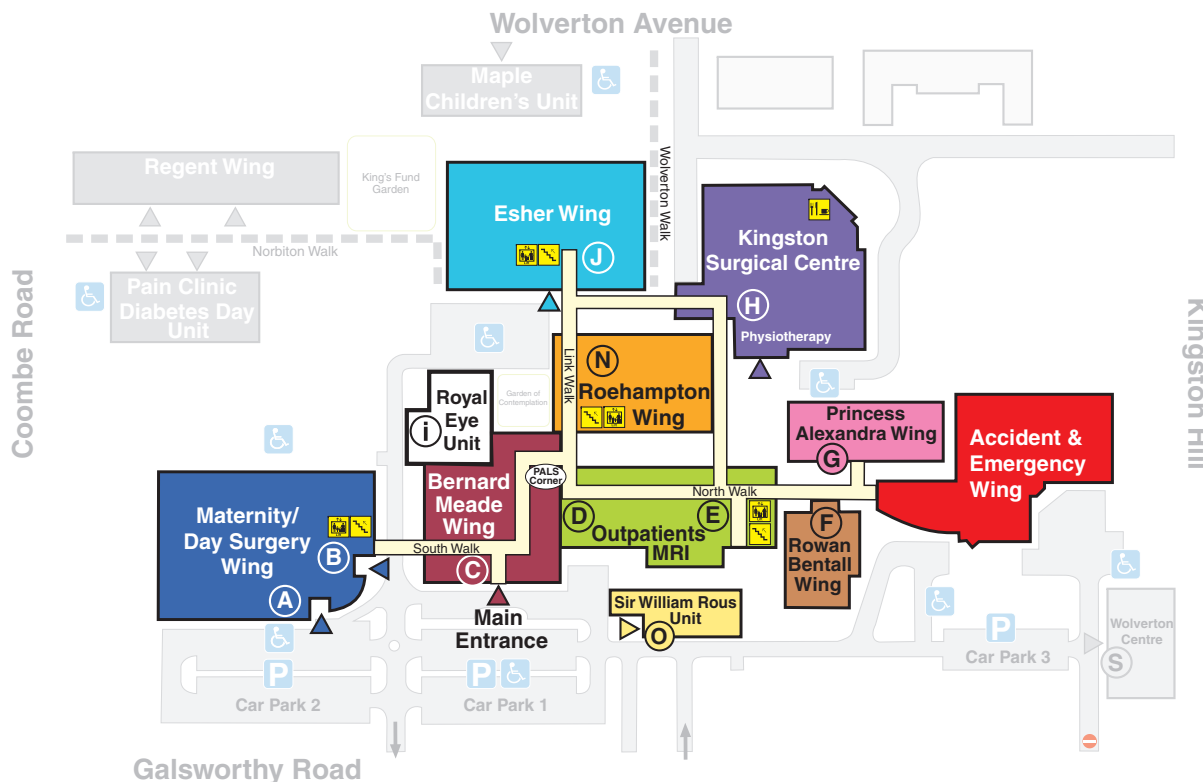 Wolverton Avenue
Maple
Children's Unit
Regent Wing
King's Fund
Garden
Wolverton Walk
Norbiton Walk
Pain Clinic
Diabetes Day
Unit
Coombe Road
Kingston Hill
Esher Wing
J
Kingston
Surgical Centre
H
Physiotherapy
Link Walk
N
Roehampton
Wing
Royal
Eye
Unit
i
Garden of
Contemplation
Princess
Alexandra Wing
G
Accident &
Emergency
Wing
PALS
Corner
Bernard
Meade
Wing
C
South Walk
North Walk
D
E
Outpatients
MRI
F
Rowan
Bentall
Wing
Maternity/
Day Surgery
Wing
B
A
Main
Entrance
Sir William Rous
Unit
O
P
Car Park 2
P
Car Park 1
P
Car Park 3
Wolverton
Centre
S
Galsworthy Road